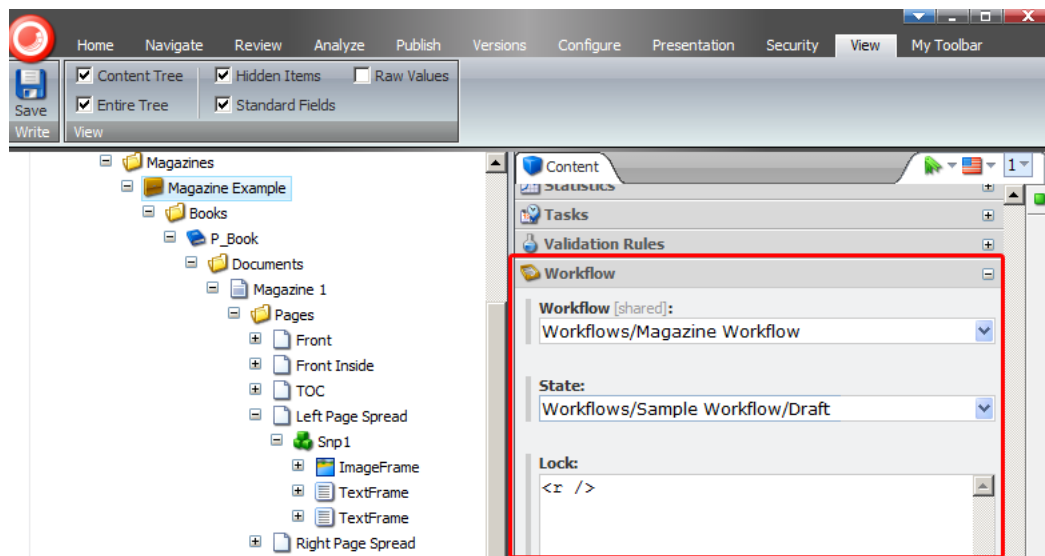 Home Navigate Review Analyze Publish Versions Configure Presentation Security View My Toolbar
Save
Write
Content Tree Hidden Items Raw Values
Entire Tree Standard Fields
View
Magazines
Magazine Example
Books
P_Book
Documents
Magazine 1
Pages
Front
Front Inside
TOC
Left Page Spread
Snp1
ImageFrame
TextFrame
TextFrame
Right Page Spread
Content
1
Statistics
Tasks
Validation Rules
Workflow
Workflow [shared]:
Workflows/Magazine Workflow
State:
Workflows/Sample Workflow/Draft
Lock:
<r />